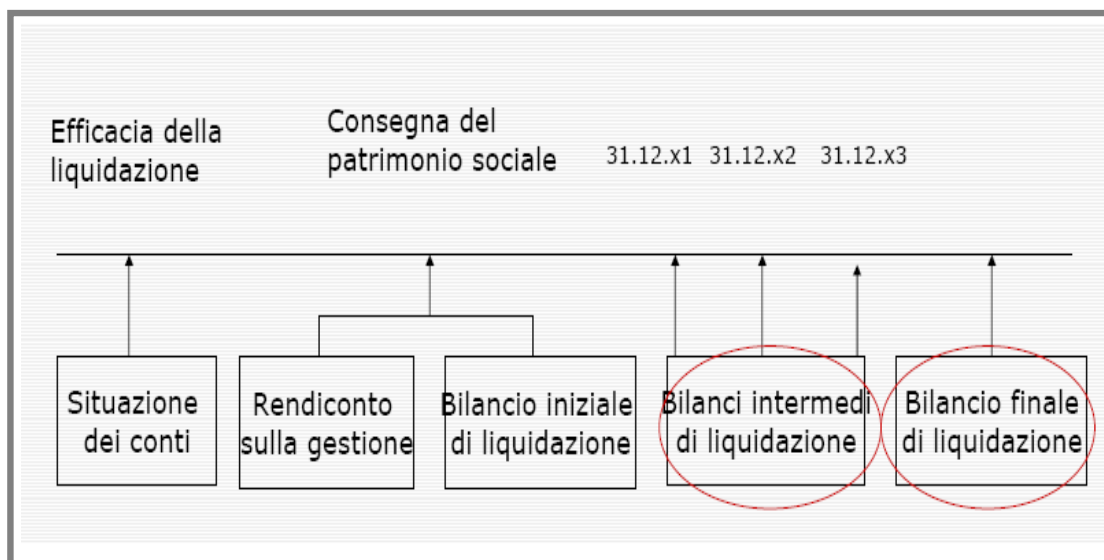 Efficacia della
liquidazione
Consegna del
patrimonio sociale
31.12.x1 31.12.x2 31.12.x3
Situazione
dei conti
Rendiconto
sulla gestione
Bilancio iniziale
di liquidazione
Bilanci intermedi
di liquidazione
Bilancio finale
di liquidazione